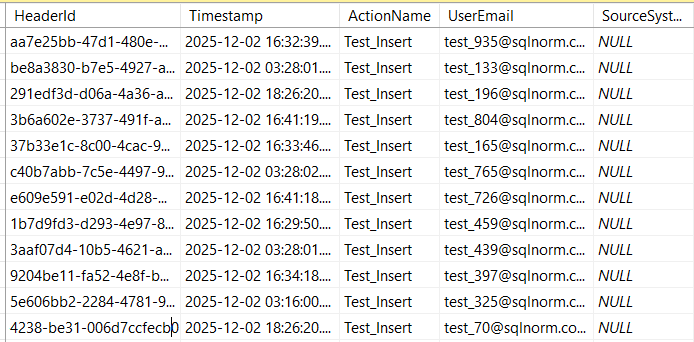 HeaderId Timestamp ActionName UserEmail SourceSyst...
aa7e25bb-47d1-480e-... 2025-12-02 16:32:39.... Test_Insert test_935@sqlnorm.c... NULL
be8a3830-b7e5-4927-a... 2025-12-02 03:28:01.... Test_Insert test_133@sqlnorm.c... NULL
291edf3d-d06a-4a36-a... 2025-12-02 18:26:20.... Test_Insert test_196@sqlnorm.c... NULL
3b6a602e-3737-491f-a... 2025-12-02 16:41:19.... Test_Insert test_804@sqlnorm.c... NULL
37b33e1c-8c00-4cac-9... 2025-12-02 16:33:46.... Test_Insert test_165@sqlnorm.c... NULL
c40b7abb-7c5e-4497-9... 2025-12-02 03:28:02.... Test_Insert test_765@sqlnorm.c... NULL
e609e591-e02d-4d28-... 2025-12-02 16:41:18.... Test_Insert test_726@sqlnorm.c... NULL
1b7d9fd3-d293-4e97-8... 2025-12-02 16:29:50.... Test_Insert test_459@sqlnorm.c... NULL
3aaf07d4-10b5-4621-a... 2025-12-02 03:28:01.... Test_Insert test_439@sqlnorm.c... NULL
9204be11-fa52-4e8f-b... 2025-12-02 16:34:18.... Test_Insert test_397@sqlnorm.c... NULL
5e606bb2-2284-4781-9... 2025-12-02 03:16:00.... Test_Insert test_325@sqlnorm.c... NULL
4238-be31-006d7ccfecb0 2025-12-02 18:26:20.... Test_Insert test_70@sqlnorm.co... NULL